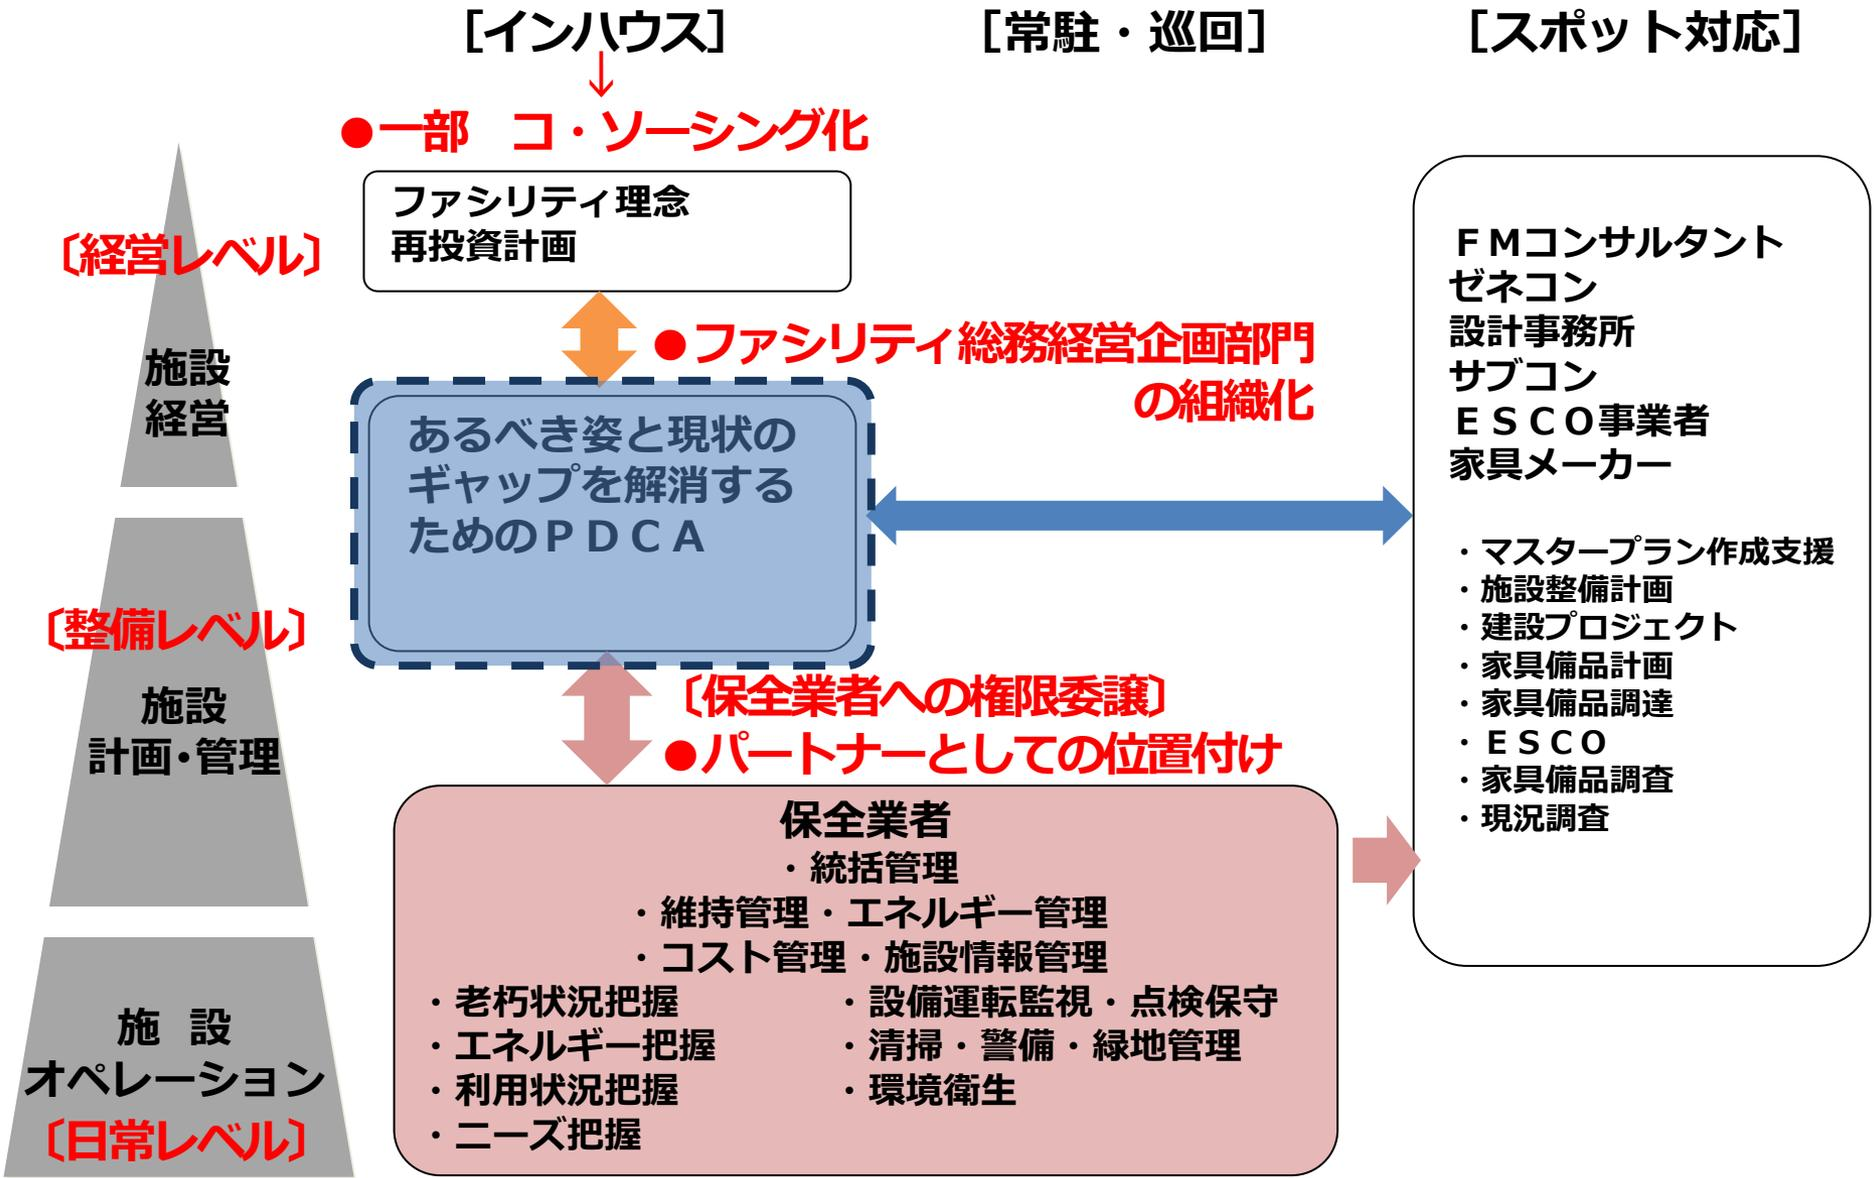 ［インハウス］
［常駐・巡回］
［スポット対応］
↓
●一部　コ・ソーシング化
ファシリティ理念
再投資計画
●ファシリティ総務経営企画部門
の組織化
あるべき姿と現状の
ギャップを解消する
ためのＰＤＣＡ
〔保全業者への権限委譲〕
●パートナーとしての位置付け
保全業者
・統括管理
・維持管理・エネルギー管理
・コスト管理・施設情報管理
・老朽状況把握
・エネルギー把握
・利用状況把握
・ニーズ把握
・設備運転監視・点検保守
・清掃・警備・緑地管理
・環境衛生
ＦＭコンサルタント
ゼネコン
設計事務所
サブコン
ＥＳＣＯ事業者
家具メーカー
・マスタープラン作成支援
・施設整備計画
・建設プロジェクト
・家具備品計画
・家具備品調達
・ＥＳＣＯ
・家具備品調査
・現況調査
〔経営レベル〕
施設
経営
〔整備レベル〕
施設
計画･管理
施　設
オペレーション
〔日常レベル〕